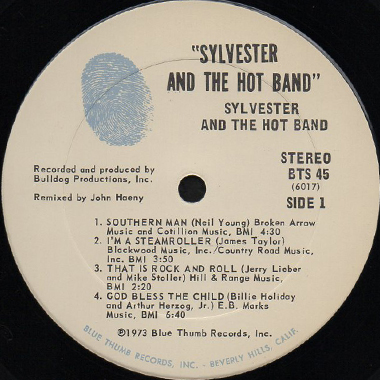 "SYLVESTER
AND THE HOT BAND"
SYLVESTER
AND THE HOT BAND
STEREO
BTS 45
(6017)
SIDE 1
Recorded and produced by
Bulldog Productions, Inc.
Remixed by John Haeny
1. SOUTHERN MAN (Neil Young) Broken Arrow
Music and Cotillion Music, BMI 4:30
2. I'M A STEAMROLLER (James Taylor)
Blackwood Music, Inc./Country Road Music,
Inc. BMI 3:50
3. THAT IS ROCK AND ROLL (Jerry Lieber
and Mike Stoller) Hill & Range Music,
BMI 2:20
4. GOD BLESS THE CHILD (Billie Holiday
and Arthur Herzog, Jr.) E.B. Marks
Music, BMI 6:40
©1973 Blue Thumb Records, Inc.
BLUE THUMB RECORDS, INC. - BEVERLY HILLS, CALIF.